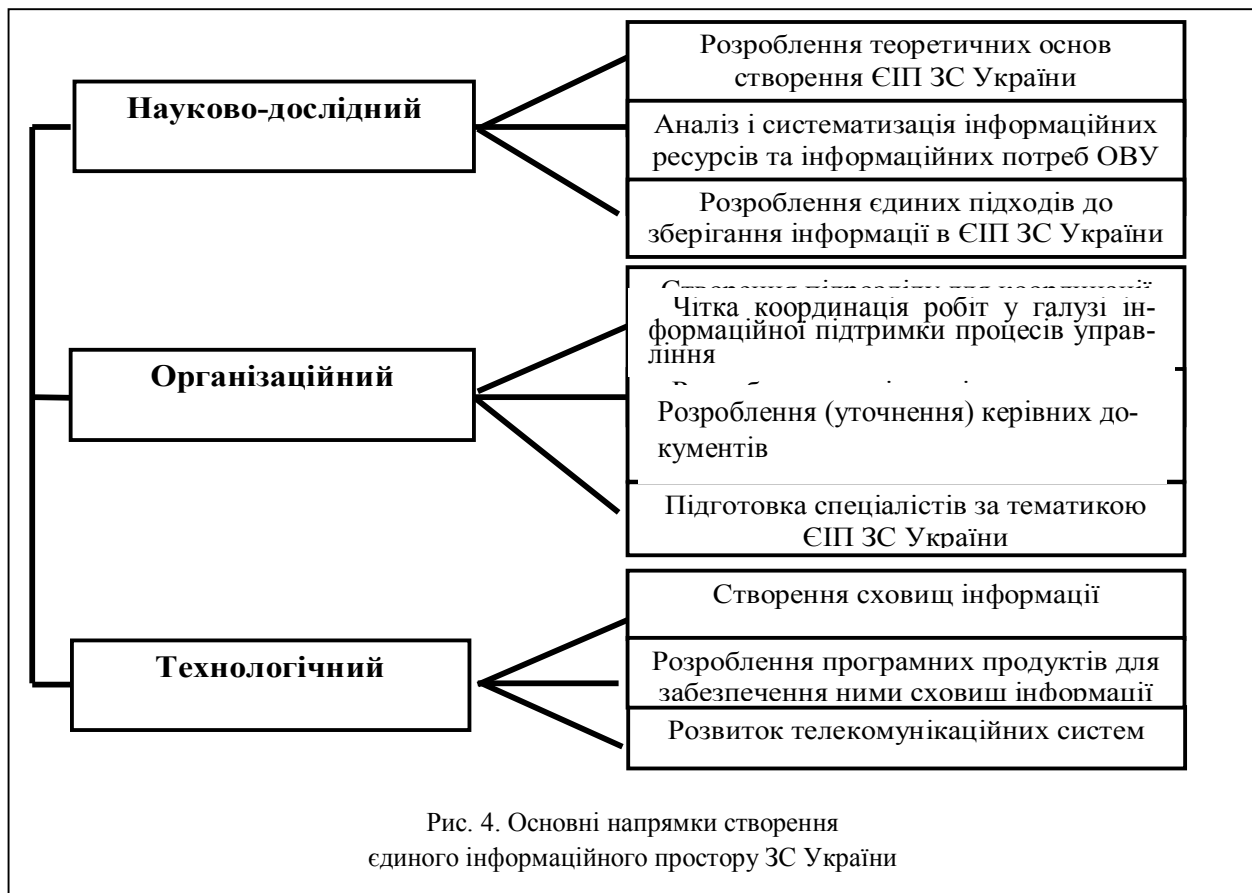 Науково-дослідний
Розроблення теоретичних основ
створення ЄІП ЗС України
Аналіз і систематизація інформаційних
ресурсів та інформаційних потреб ОВУ
Розроблення єдиних підходів до
зберігання інформації в ЄІП ЗС України
Організаційний
Чітка координація робіт у галузі ін-
формаційної підтримки процесів управ-
ління
Розроблення (уточнення) керівних до-
кументів
Підготовка спеціалістів за тематикою
ЄІП ЗС України
Технологічний
Створення сховищ інформації
Розроблення програмних продуктів для
забезпечення ними сховищ інформації
Розвиток телекомунікаційних систем
Рис. 4. Основні напрямки створення
єдиного інформаційного простору ЗС України